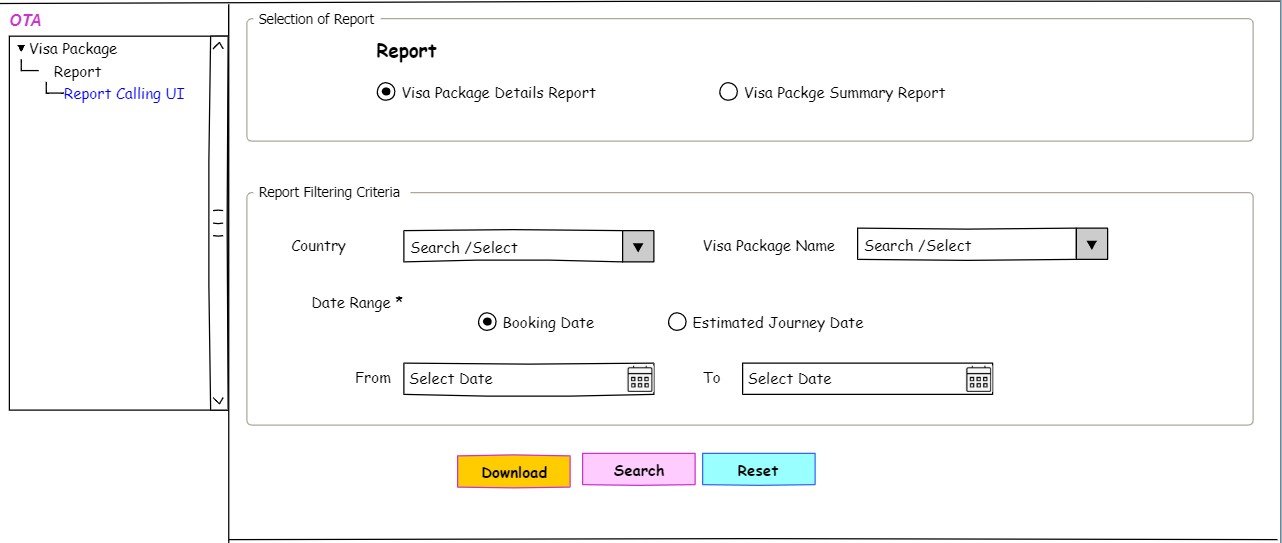 OTA
Visa Package
Report
Report Calling UI
Selection of Report
Report
Visa Package Details Report
Visa Packge Summary Report
Report Filtering Criteria
Country
Search /Select
Visa Package Name
Search /Select
Date Range *
Booking Date
Estimated Journey Date
From
Select Date
To
Select Date
Download
Search
Reset